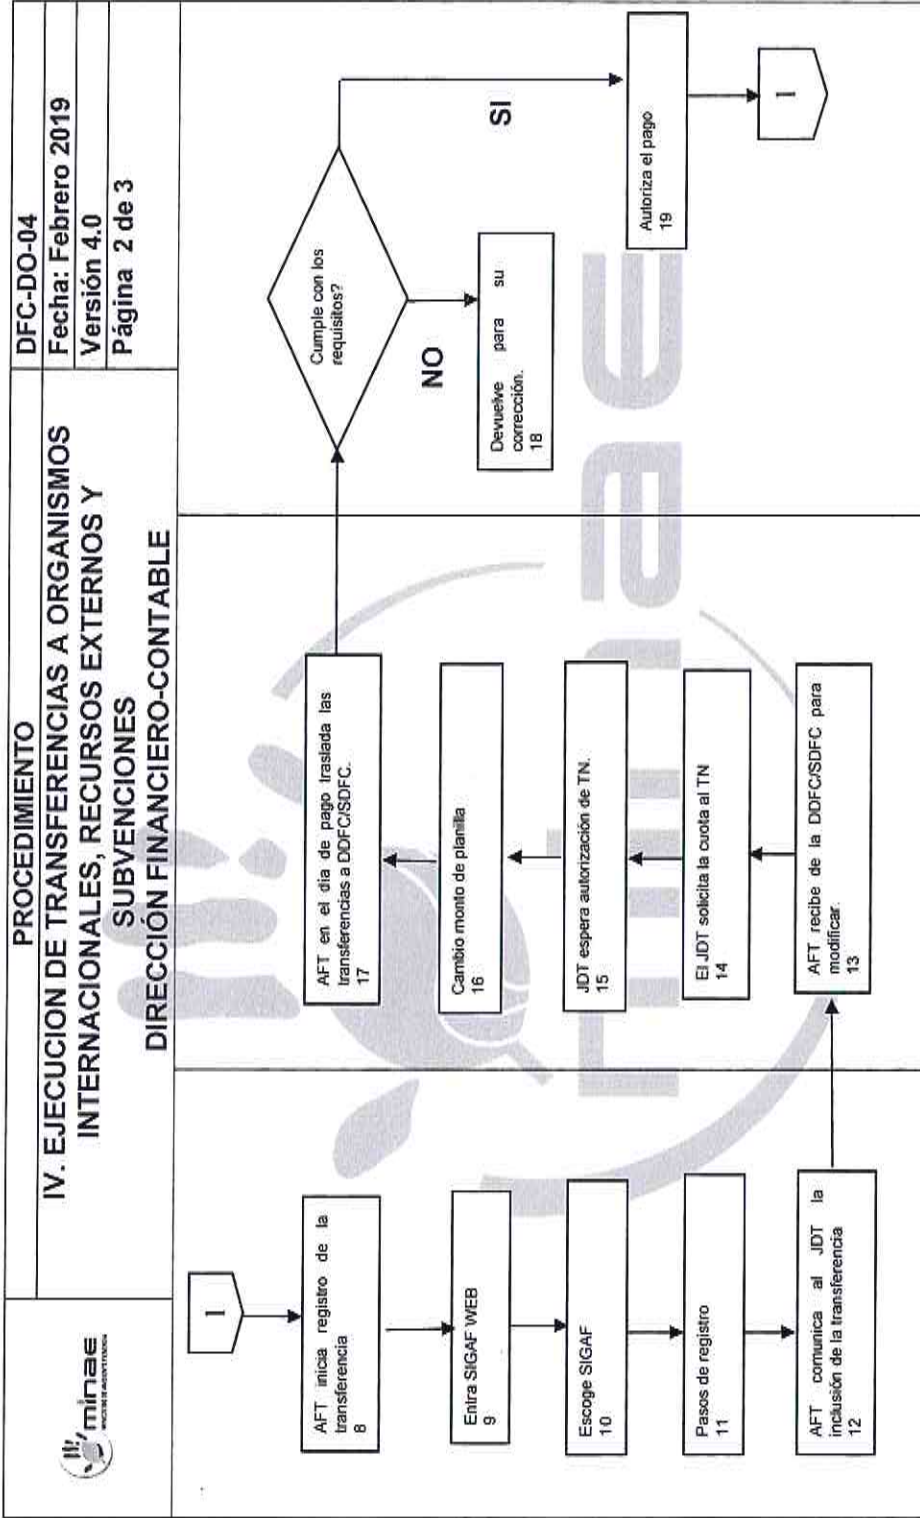 minae
PROCEDIMIENTO
IV. EJECUCION DE TRANSFERENCIAS A ORGANISMOS
INTERNACIONALES, RECURSOS EXTERNOS Y
SUBVENCIONES
DIRECCIÓN FINANCIERO-CONTABLE
DFC-DO-04
Fecha: Febrero 2019
Versión 4.0
Página 2 de 3
1
AFT inicia registro de la
transferencia
8
Entra SIGAF WEB
9
Escoge SIGAF
10
Pasos de registro
11
AFT comunica al JDT la
inclusión de la transferencia
12
AFT recibe de la DDFC/SDFC para
modificar.
13
El JDT solicita la cuota al TN
14
JDT espera autorización de TN.
15
Cambio monto de planilla
16
AFT en el día de pago traslada las
transferencias a DDFC/SDFC.
17
Cumple con los
requisitos?
NO
Devuelve para su
corrección.
18
SI
Autoriza el pago
19
1
minae